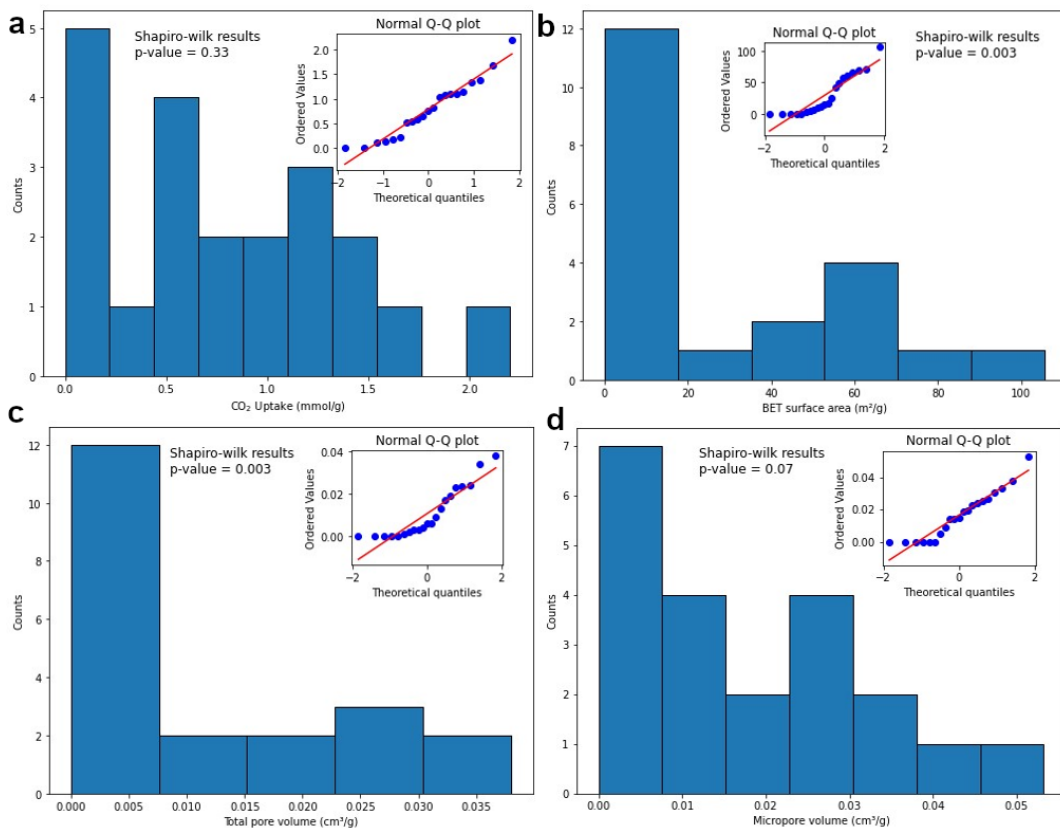 a
5
4
3
2
1
0
Counts
0.0
0.5
1.0
1.5
2.0
CO₂ Uptake (mmol/g)
Shapiro-wilk results
p-value = 0.33
Normal Q-Q plot
2.0
1.5
1.0
0.5
0.0
Ordered Values
−2
−1
0
1
2
Theoretical quantiles
b
12
10
8
6
4
2
0
Counts
0
20
40
60
80
100
BET surface area (m²/g)
Normal Q-Q plot
100
50
0
Ordered Values
−2
0
2
Theoretical quantiles
Shapiro-wilk results
p-value = 0.003
c
12
10
8
6
4
2
0
Counts
0.000
0.005
0.010
0.015
0.020
0.025
0.030
0.035
Total pore volume (cm³/g)
Shapiro-wilk results
p-value = 0.003
Normal Q-Q plot
0.04
0.02
0.00
Ordered Values
−2
0
2
Theoretical quantiles
d
7
6
5
4
3
2
1
0
Counts
0.00
0.01
0.02
0.03
0.04
0.05
Micropore volume (cm³/g)
Shapiro-wilk results
p-value = 0.07
Normal Q-Q plot
0.04
0.02
0.00
Ordered Values
−2
0
2
Theoretical quantiles